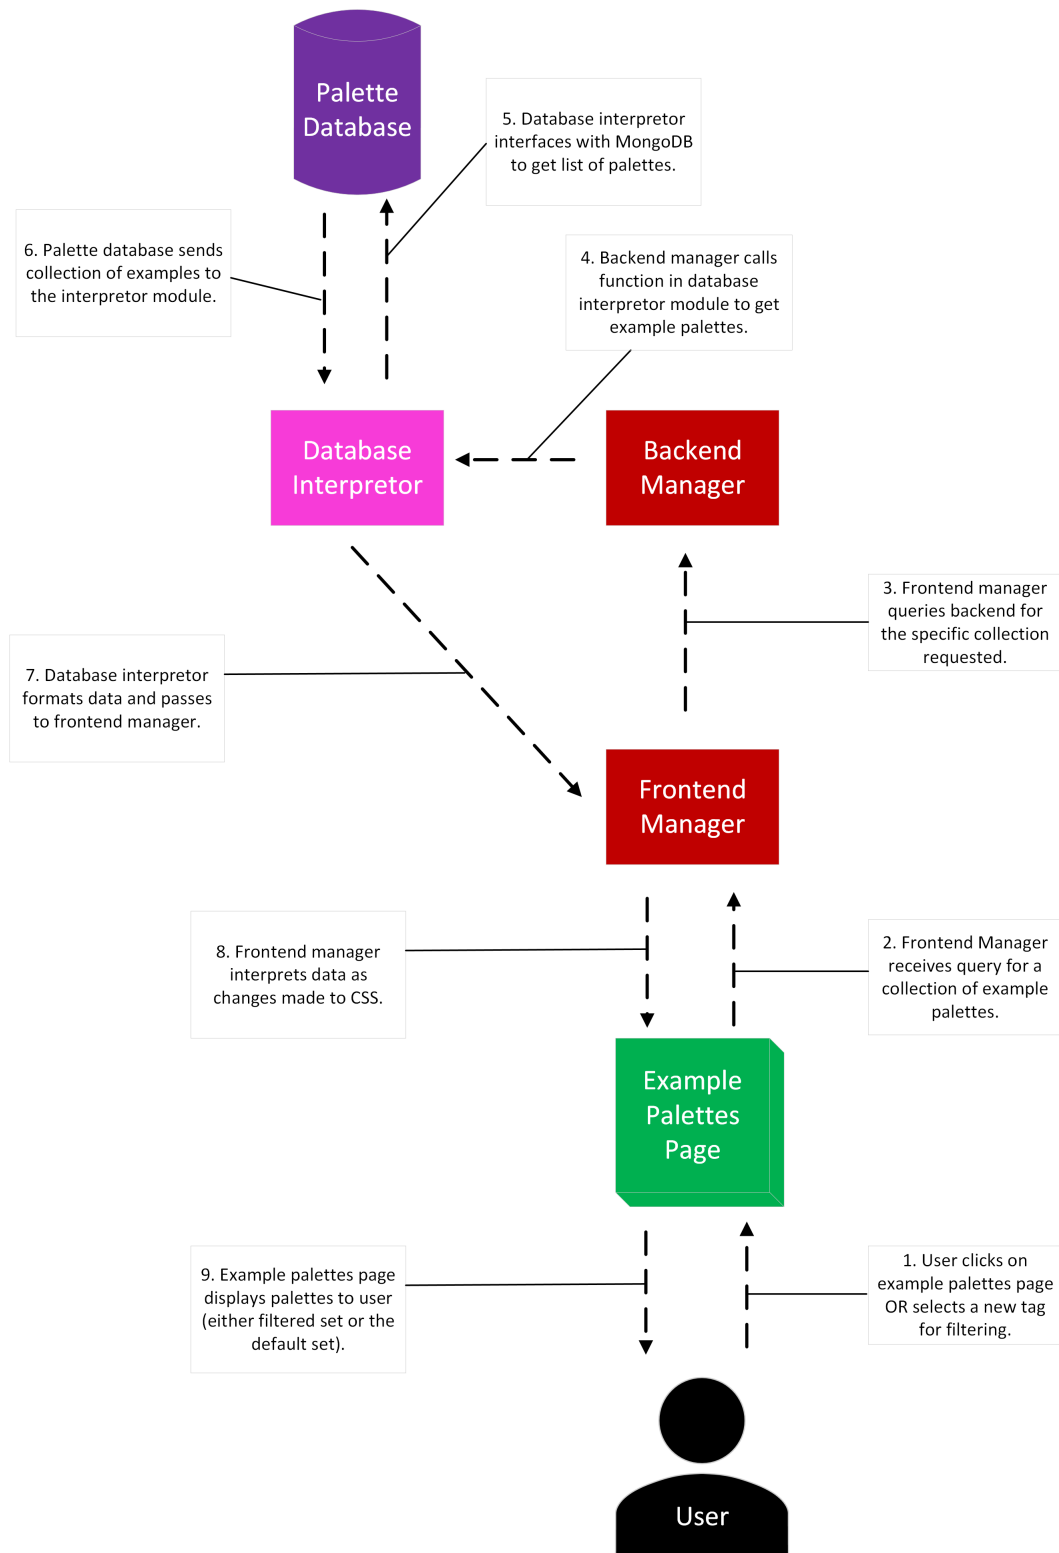 Palette
Database
5. Database interpretor
interfaces with MongoDB
to get list of palettes.
6. Palette database sends
collection of examples to
the interpretor module.
4. Backend manager calls
function in database
interpretor module to get
example palettes.
Database
Interpretor
Backend
Manager
3. Frontend manager
queries backend for
the specific collection
requested.
7. Database interpretor
formats data and passes
to frontend manager.
Frontend
Manager
8. Frontend manager
interprets data as
changes made to CSS.
2. Frontend Manager
receives query for a
collection of example
palettes.
Example
Palettes
Page
9. Example palettes page
displays palettes to user
(either filtered set or the
default set).
1. User clicks on
example palettes page
OR selects a new tag
for filtering.
User